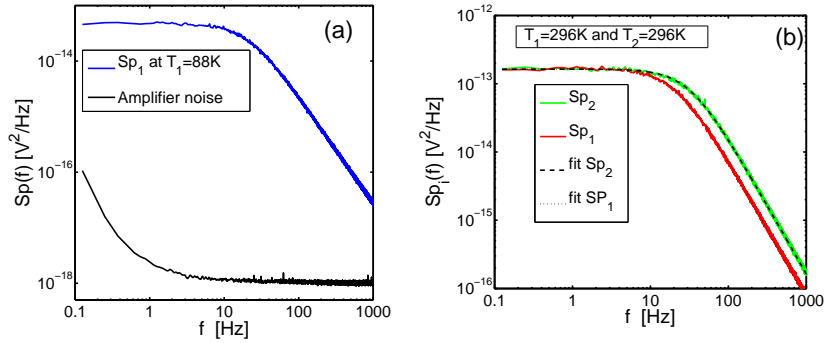 (a)
Sp₁ at T₁=88K
Amplifier noise
Sp(f) [V²/Hz]
10⁻¹⁴
10⁻¹⁶
10⁻¹⁸
0.1 1 10 100 1000
f [Hz]
(b)
T₁=296K and T₂=296K
Sp₂
Sp₁
fit Sp₂
fit SP₁
Spᵢ(f) [V²/Hz]
10⁻¹²
10⁻¹³
10⁻¹⁴
10⁻¹⁵
10⁻¹⁶
0.1 1 10 100 1000
f [Hz]